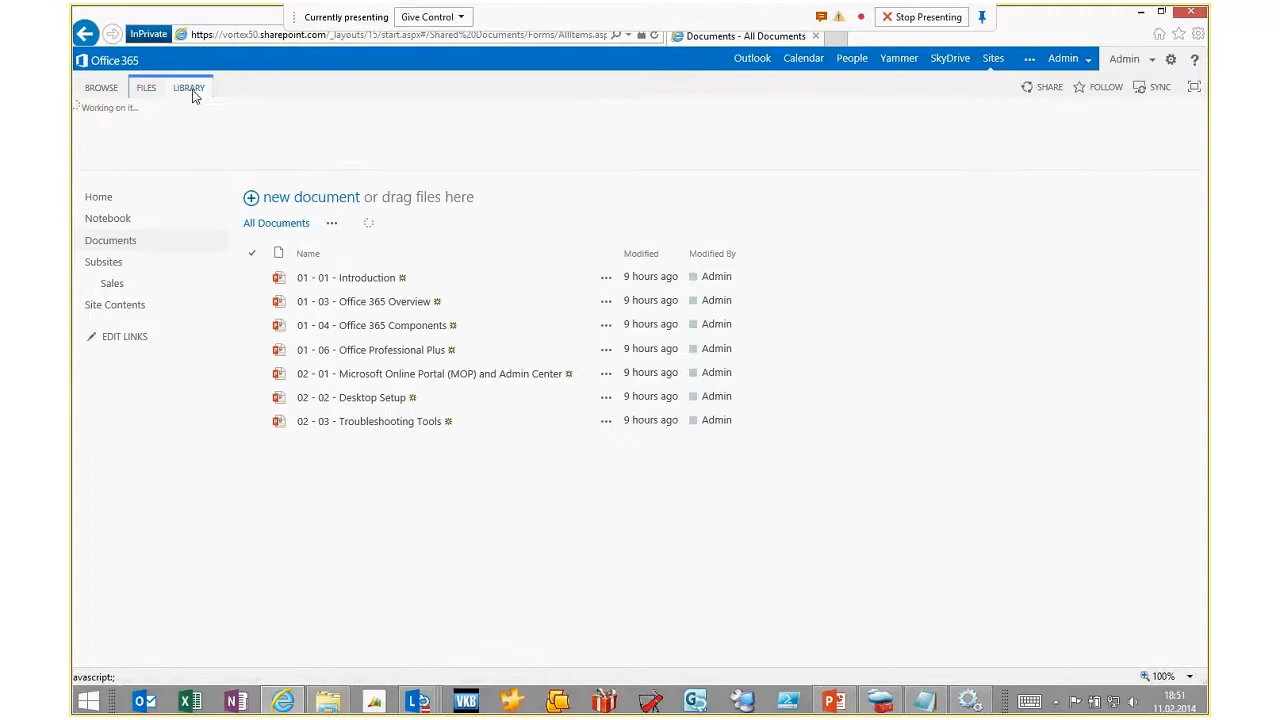 Currently presenting Give Control Stop Presenting
InPrivate https://vortex50.sharepoint.com/_layouts/15/start.aspx#/Shared%20Documents/Forms/AllItems.asp Documents - All Documents
Office 365 Outlook Calendar People Yammer SkyDrive Sites ... Admin Admin ?
BROWSE FILES LIBRARY SHARE FOLLOW SYNC
Working on it...
Home
Notebook
Documents
Subsites
Sales
Site Contents
EDIT LINKS
new document or drag files here
All Documents ...
Name Modified Modified By
01 - 01 - Introduction ... 9 hours ago Admin
01 - 03 - Office 365 Overview ... 9 hours ago Admin
01 - 04 - Office 365 Components ... 9 hours ago Admin
01 - 06 - Office Professional Plus ... 9 hours ago Admin
02 - 01 - Microsoft Online Portal (MOP) and Admin Center ... 9 hours ago Admin
02 - 02 - Desktop Setup ... 9 hours ago Admin
02 - 03 - Troubleshooting Tools ... 9 hours ago Admin
avascript:;
100%
VKB
18:51
11.02.2014